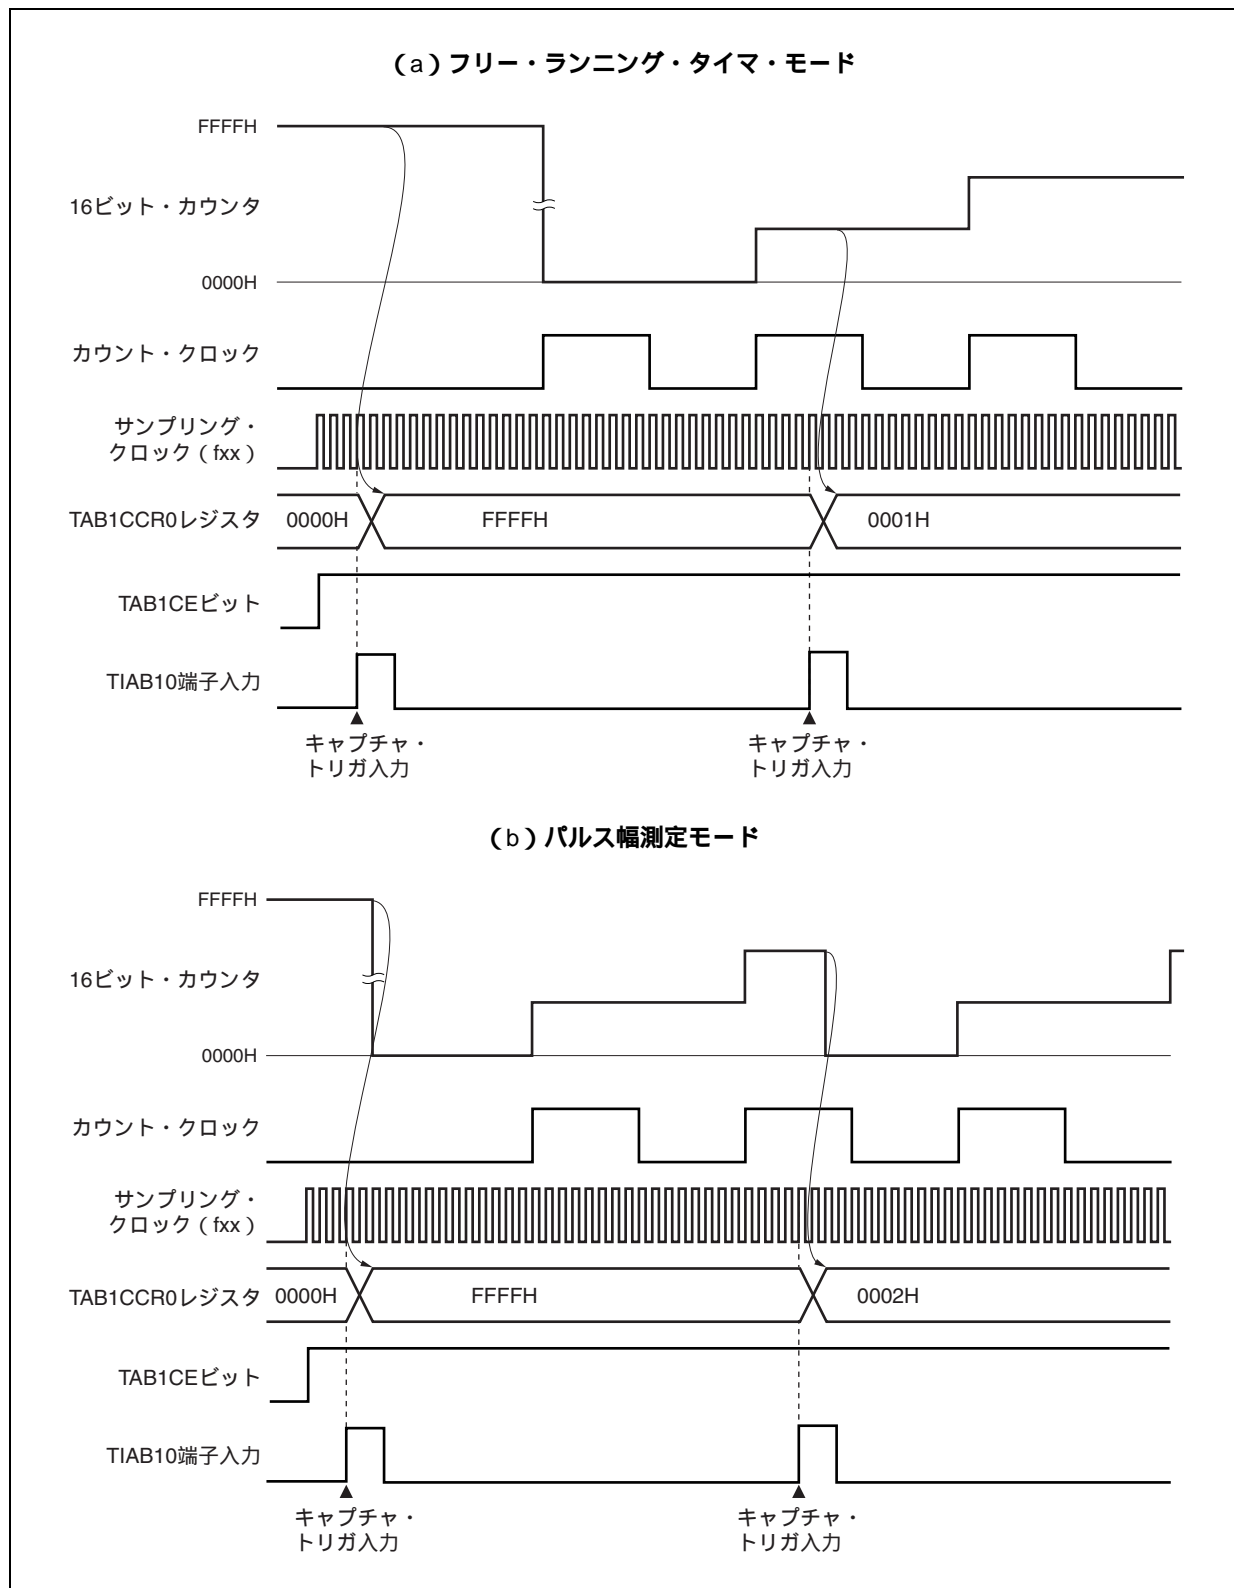 (a)フリー・ランニング・タイマ・モード
FFFFH
16ビット・カウンタ
0000H
カウント・クロック
サンプリング・
クロック(fxx)
TAB1CCR0レジスタ
0000H
FFFFH
0001H
TAB1CEビット
TIAB10端子入力
キャプチャ・
トリガ入力
キャプチャ・
トリガ入力
(b)パルス幅測定モード
FFFFH
16ビット・カウンタ
0000H
カウント・クロック
サンプリング・
クロック(fxx)
TAB1CCR0レジスタ
0000H
FFFFH
0002H
TAB1CEビット
TIAB10端子入力
キャプチャ・
トリガ入力
キャプチャ・
トリガ入力